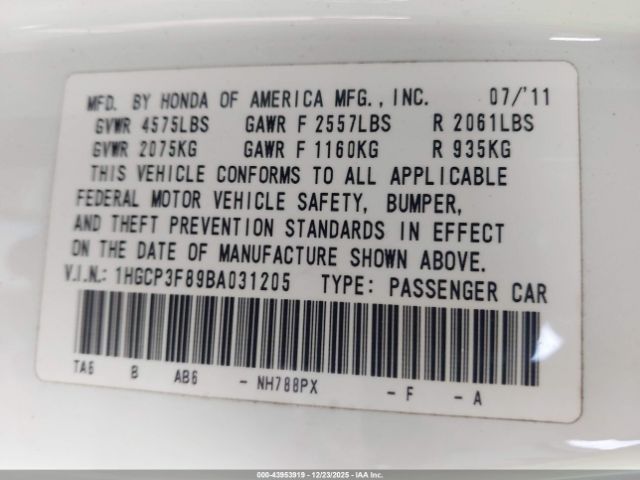 MFD. BY HONDA OF AMERICA MFG., INC. 07/'11
GVWR 4575LBS GAWR F 2557LBS R 2061LBS
GVWR 2075KG GAWR F 1160KG R 935KG
THIS VEHICLE CONFORMS TO ALL APPLICABLE
FEDERAL MOTOR VEHICLE SAFETY, BUMPER,
AND THEFT PREVENTION STANDARDS IN EFFECT
ON THE DATE OF MANUFACTURE SHOWN ABOVE.
V.I.N.: 1HGCP3F89BA031205 TYPE: PASSENGER CAR
TA6 B AB6 - NH788PX - F - A
000-43953919 - 12/23/2025 - IAA Inc.